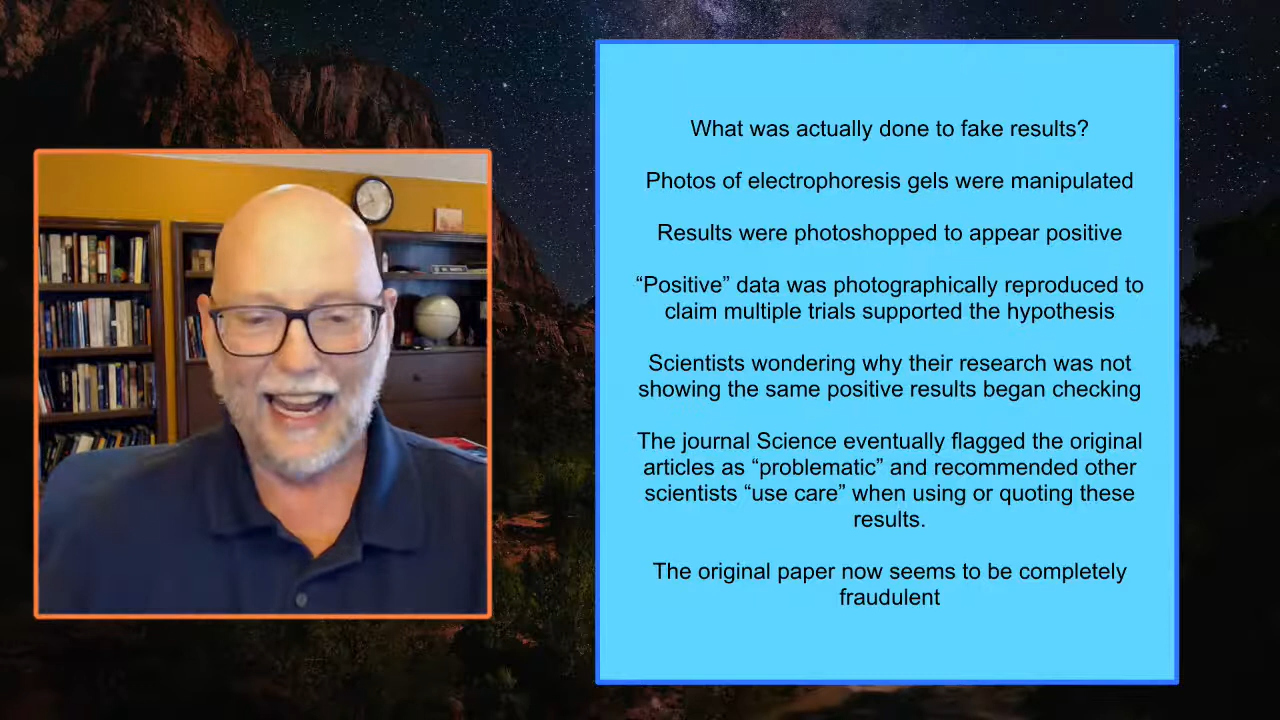 What was actually done to fake results?
Photos of electrophoresis gels were manipulated
Results were photoshopped to appear positive
“Positive” data was photographically reproduced to
claim multiple trials supported the hypothesis
Scientists wondering why their research was not
showing the same positive results began checking
The journal Science eventually flagged the original
articles as “problematic” and recommended other
scientists “use care” when using or quoting these
results.
The original paper now seems to be completely
fraudulent